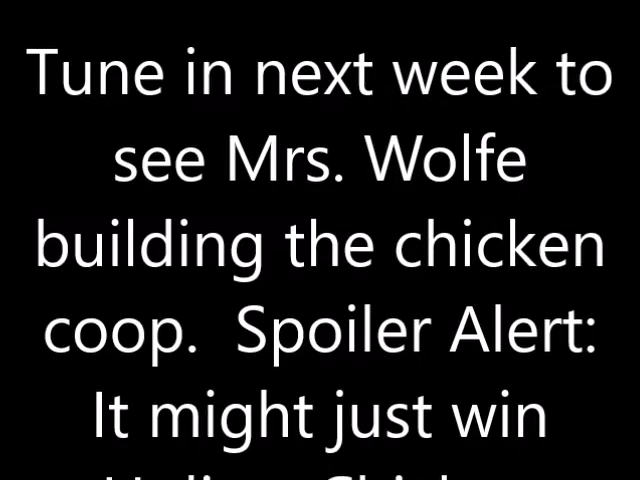 Tune in next week to
see Mrs. Wolfe
building the chicken
coop.  Spoiler Alert:
It might just win